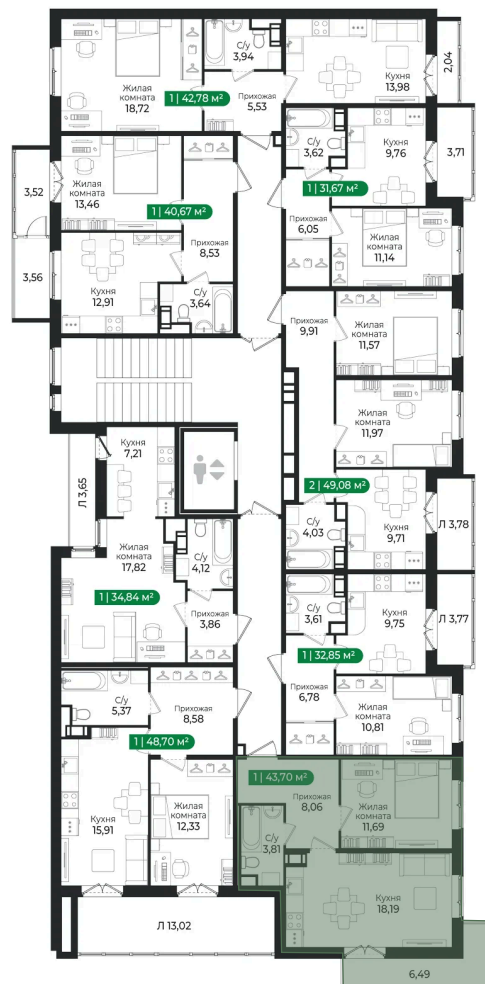 С/у
3,94
Кухня
13,98
2,04
Жилая
комната
18,72
1 | 42,78 м²
Прихожая
5,53
С/у
3,62
9,76
3,71
3,52
Жилая
комната
13,46
1 | 31,67 м²
1 | 40,67 м²
6,05
Жилая
11,14
Прихожая
8,53
3,56
Кухня
12,91
С/у
3,64
Прихожая
9,91
Жилая
комната
11,57
Жилая
комната
11,97
Кухня
7,21
Л 3,65
2 | 49,08 м²
Кухня
9,71
Л 3,78
С/у
4,03
С/у
4,12
17,82
1 | 34,84 м²
3,86
С/у
3,61
Кухня
9,75
Л 3,77
1 | 32,85 м²
Прихожая
6,78
Жилая
комната
10,81
С/у
5,37
Прихожая
8,58
1 | 48,70 м²
Кухня
15,91
Жилая
комната
12,33
1 | 43,70 м²
Прихожая
8,06
Жилая
комната
11,69
С/у
3,81
Кухня
18,19
Л 13,02
6,49